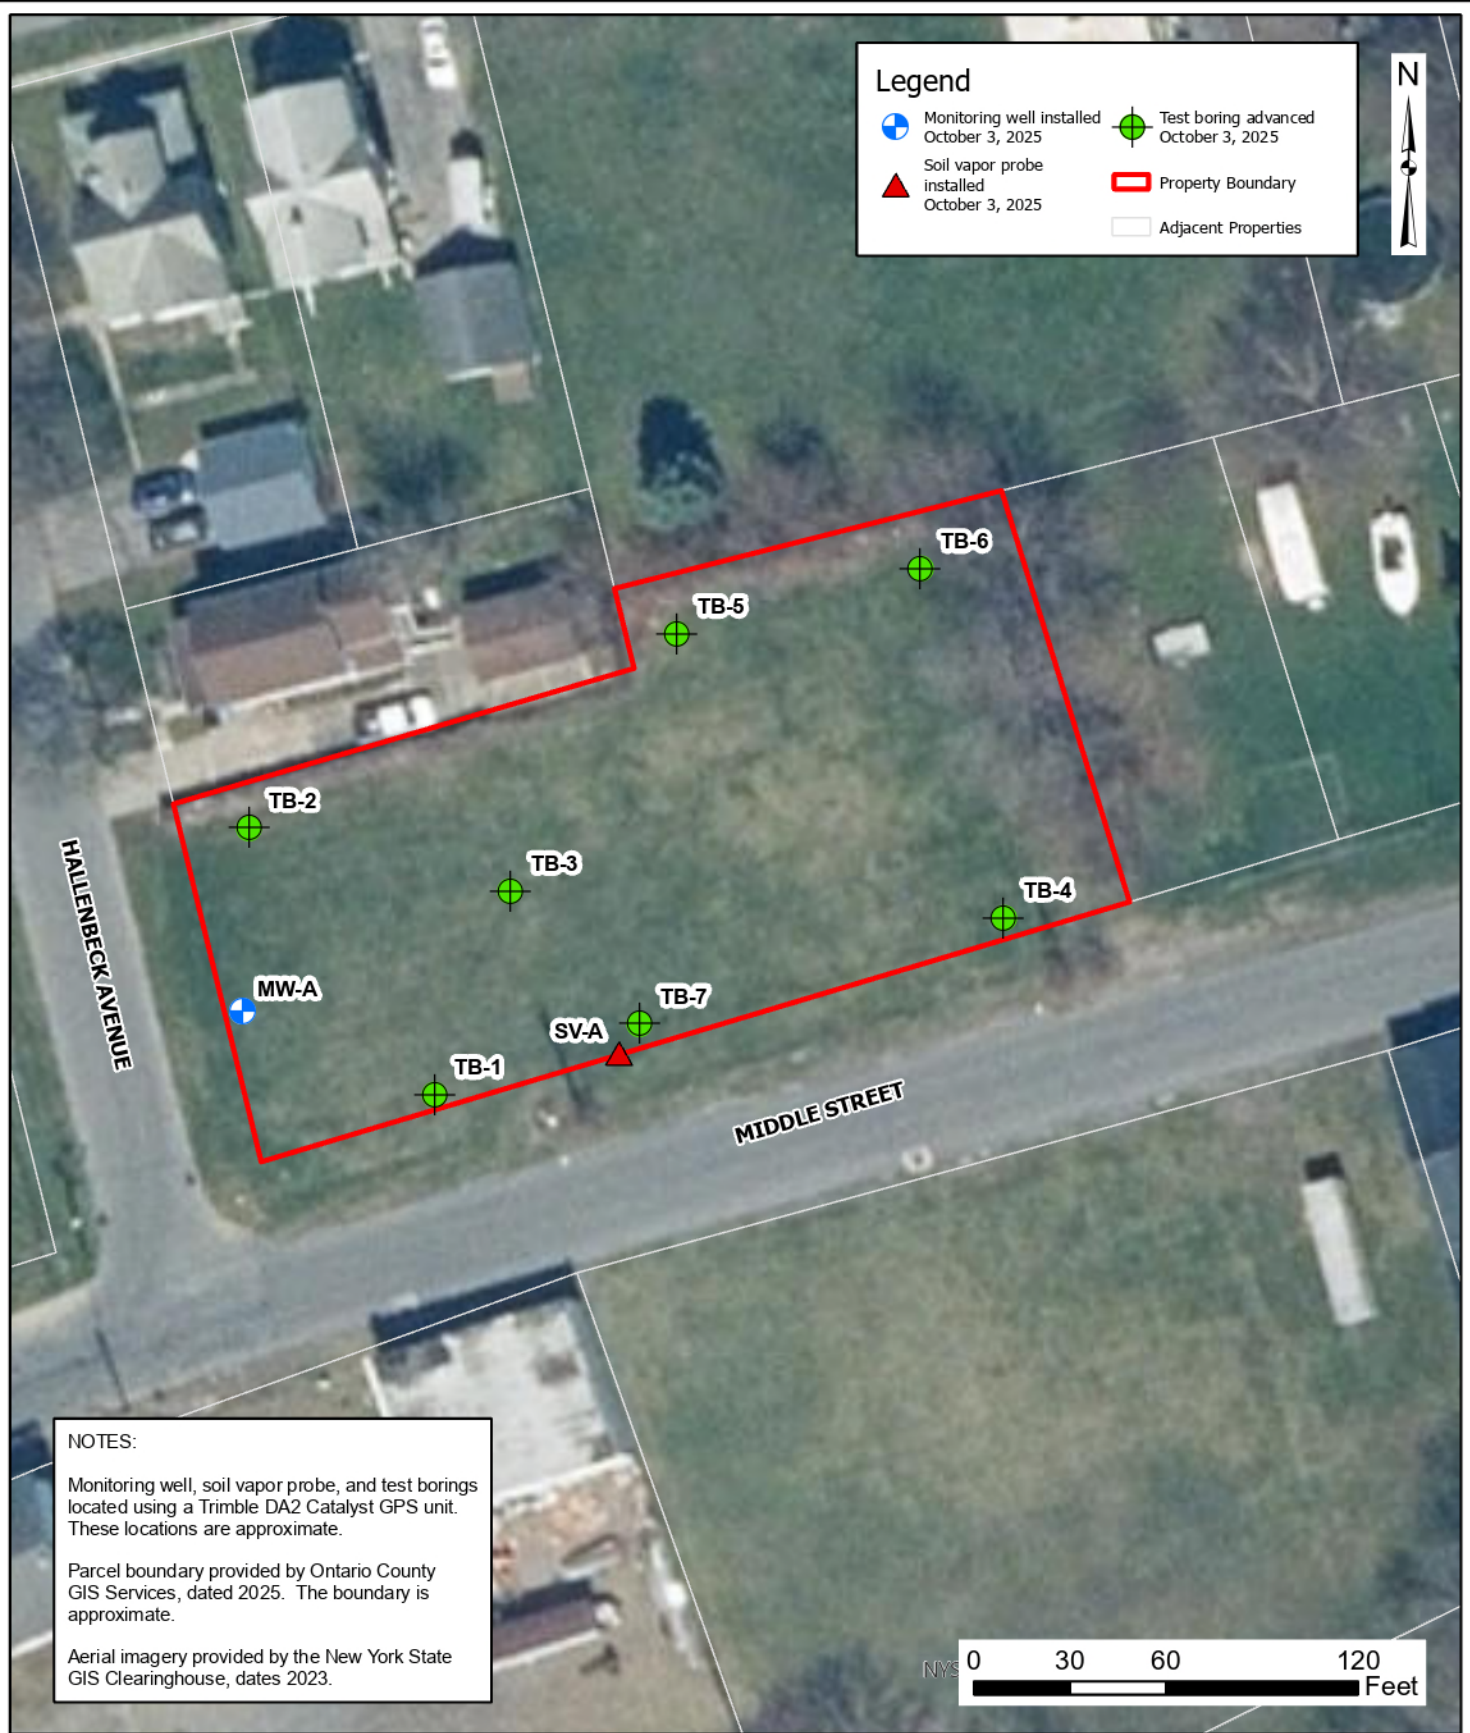 Legend
N
Monitoring well installed
October 3, 2025
Test boring advanced
October 3, 2025
Soil vapor probe
installed
October 3, 2025
Property Boundary
Adjacent Properties
TB-6
TB-5
TB-2
TB-3
TB-4
MW-A
TB-7
SV-A
TB-1
HALLENBECK AVENUE
MIDDLE STREET
NOTES:
Monitoring well, soil vapor probe, and test borings
located using a Trimble DA2 Catalyst GPS unit.
These locations are approximate.
Parcel boundary provided by Ontario County
GIS Services, dated 2025. The boundary is
approximate.
Aerial imagery provided by the New York State
GIS Clearinghouse, dates 2023.
NYS
0 30 60 120
Feet